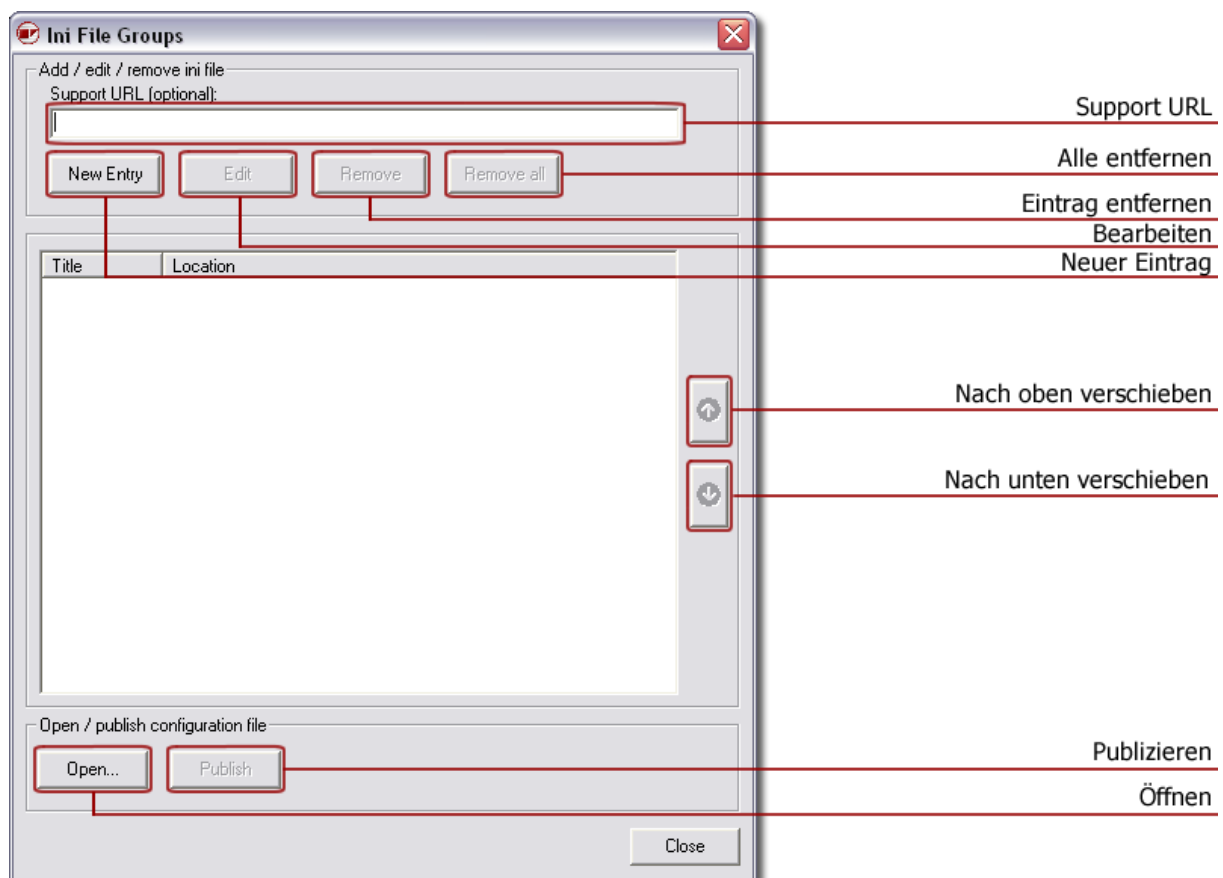 Ini File Groups
Add / edit / remove ini file
Support URL (optional):
New Entry
Edit
Remove
Remove all
Title
Location
Open / publish configuration file
Open...
Publish
Close
Support URL
Alle entfernen
Eintrag entfernen
Bearbeiten
Neuer Eintrag
Nach oben verschieben
Nach unten verschieben
Publizieren
Öffnen